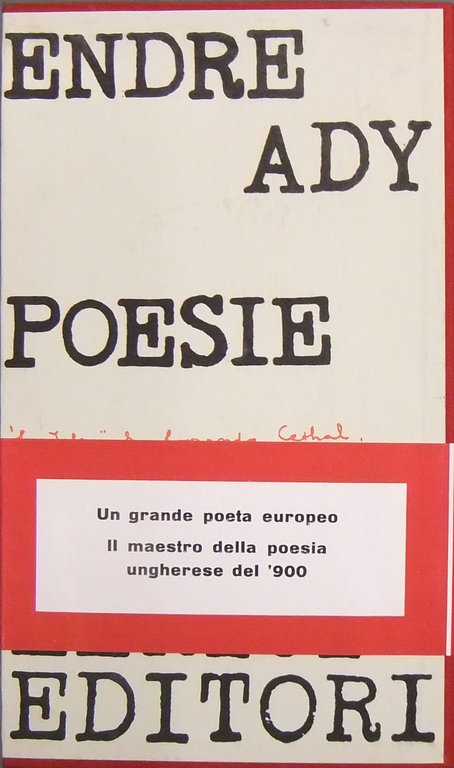 ENDRE
ADY
POESIE
Un grande poeta europeo
Il maestro della poesia
ungherese del '900
EDITORI